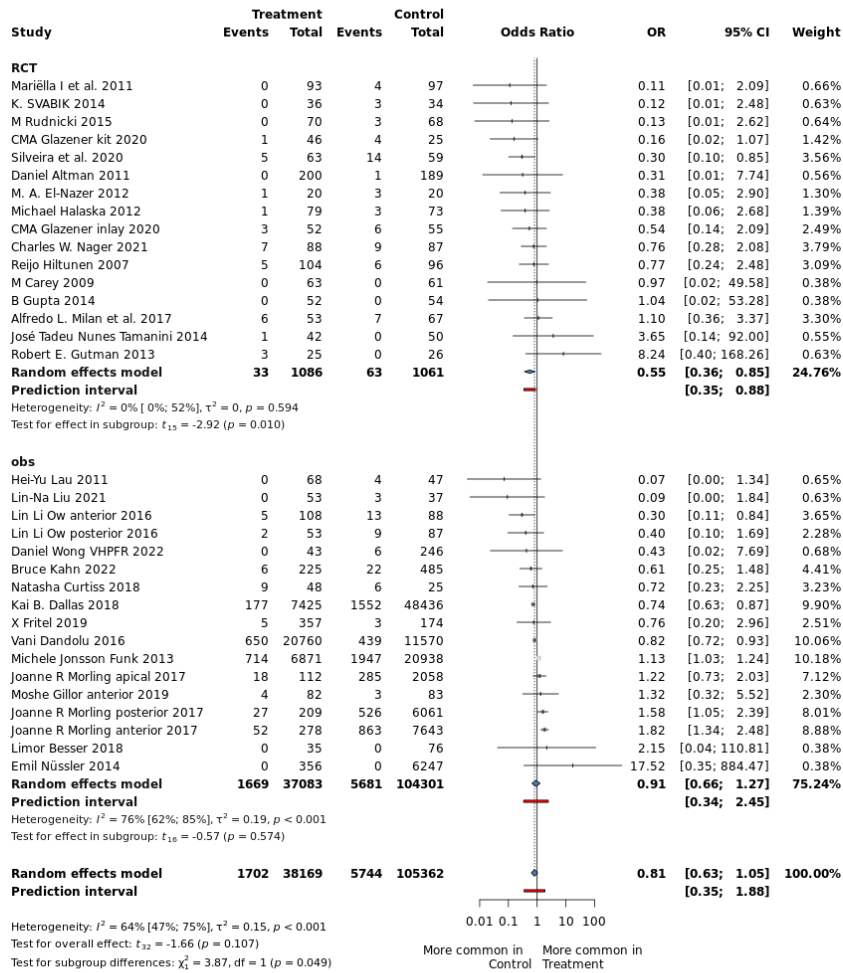 Treatment Control
Study Events Total Events Total Odds Ratio OR 95% CI Weight
RCT
Mariëlla I et al. 2011 0 93 4 97 0.11 [0.01; 2.09] 0.66%
K. SVABIK 2014 0 36 3 34 0.12 [0.01; 2.48] 0.63%
M Rudnicki 2015 0 70 3 68 0.13 [0.01; 2.62] 0.64%
CMA Glazener kit 2020 1 46 4 25 0.16 [0.02; 1.07] 1.42%
Silveira et al. 2020 5 63 14 59 0.30 [0.10; 0.85] 3.56%
Daniel Altman 2011 0 200 1 189 0.31 [0.01; 7.74] 0.56%
M. A. El-Nazer 2012 1 20 3 20 0.38 [0.05; 2.90] 1.30%
Michael Halaska 2012 1 79 3 73 0.38 [0.06; 2.68] 1.39%
CMA Glazener inlay 2020 3 52 6 55 0.54 [0.14; 2.09] 2.49%
Charles W. Nager 2021 7 88 9 87 0.76 [0.28; 2.08] 3.79%
Reijo Hiltunen 2007 5 104 6 96 0.77 [0.24; 2.48] 3.09%
M Carey 2009 0 63 0 61 0.97 [0.02; 49.58] 0.38%
B Gupta 2014 0 52 0 54 1.04 [0.02; 53.28] 0.38%
Alfredo L. Milan et al. 2017 6 53 7 67 1.10 [0.36; 3.37] 3.30%
José Tadeu Nunes Tamanini 2014 1 42 0 50 3.65 [0.14; 92.00] 0.55%
Robert E. Gutman 2013 3 25 0 26 8.24 [0.40; 168.26] 0.63%
Random effects model 33 1086 63 1061 0.55 [0.36; 0.85] 24.76%
Prediction interval [0.35; 0.88]
Heterogeneity: I² = 0% [ 0%; 52%], τ² = 0, p = 0.594
Test for effect in subgroup: t₁₅ = -2.92 (p = 0.010)
obs
Hei-Yu Lau 2011 0 68 4 47 0.07 [0.00; 1.34] 0.65%
Lin-Na Liu 2021 0 53 3 37 0.09 [0.00; 1.84] 0.63%
Lin Li Ow anterior 2016 5 108 13 88 0.30 [0.11; 0.84] 3.65%
Lin Li Ow posterior 2016 2 53 9 87 0.40 [0.10; 1.69] 2.28%
Daniel Wong VHPFR 2022 0 43 6 246 0.43 [0.02; 7.69] 0.68%
Bruce Kahn 2022 6 225 22 485 0.61 [0.25; 1.48] 4.41%
Natasha Curtiss 2018 9 48 6 25 0.72 [0.23; 2.25] 3.23%
Kai B. Dallas 2018 177 7425 1552 48436 0.74 [0.63; 0.87] 9.90%
X Fritel 2019 5 357 3 174 0.76 [0.20; 2.96] 2.51%
Vani Dandolu 2016 650 20760 439 11570 0.82 [0.72; 0.93] 10.06%
Michele Jonsson Funk 2013 714 6871 1947 20938 1.13 [1.03; 1.24] 10.18%
Joanne R Morling apical 2017 18 112 285 2058 1.22 [0.73; 2.03] 7.12%
Moshe Gillor anterior 2019 4 82 3 83 1.32 [0.32; 5.52] 2.30%
Joanne R Morling posterior 2017 27 209 526 6061 1.58 [1.05; 2.39] 8.01%
Joanne R Morling anterior 2017 52 278 863 7643 1.82 [1.34; 2.48] 8.88%
Limor Besser 2018 0 35 0 76 2.15 [0.04; 110.81] 0.38%
Emil Nüssler 2014 0 356 0 6247 17.52 [0.35; 884.47] 0.38%
Random effects model 1669 37083 5681 104301 0.91 [0.66; 1.27] 75.24%
Prediction interval [0.34; 2.45]
Heterogeneity: I² = 76% [62%; 85%], τ² = 0.19, p < 0.001
Test for effect in subgroup: t₁₆ = -0.57 (p = 0.574)
Random effects model 1702 38169 5744 105362 0.81 [0.63; 1.05] 100.00%
Prediction interval [0.35; 1.88]
0.01 0.1 1 10 100
Heterogeneity: I² = 64% [47%; 75%], τ² = 0.15, p < 0.001
Test for overall effect: t₃₂ = -1.66 (p = 0.107)
Test for subgroup differences: χ²₁ = 3.87, df = 1 (p = 0.049)
More common in More common in
Control Treatment